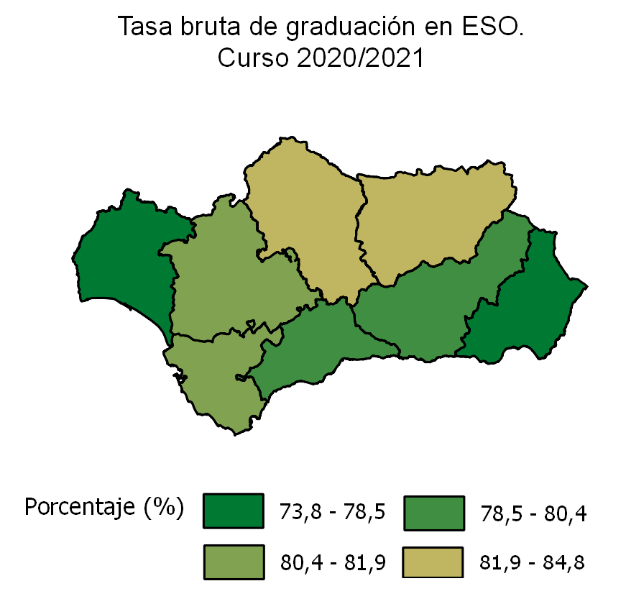 Tasa bruta de graduación en ESO.
Curso 2020/2021
Porcentaje (%)
73,8 - 78,5
78,5 - 80,4
80,4 - 81,9
81,9 - 84,8